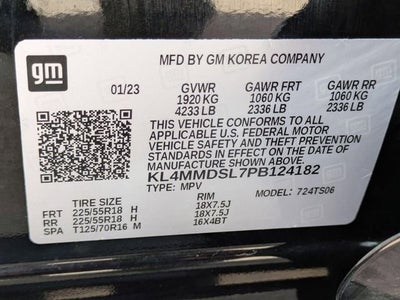 gm
MFD BY GM KOREA COMPANY
01/23 GVWR GAWR FRT GAWR RR
1920 KG 1060 KG 1060 KG
4233 LB 2336 LB 2336 LB
THIS VEHICLE CONFORMS TO ALL
APPLICABLE U.S. FEDERAL MOTOR
VEHICLE SAFETY AND THEFT PREVENTION
STANDARDS IN EFFECT ON THE DATE OF
MANUFACTURE SHOWN ABOVE.
KL4MMDSL7PB124182
TYPE: MPV MODEL: 724TS06
TIRE SIZE RIM
FRT 225/55R18 H 18X7.5J
RR 225/55R18 H 18X7.5J
SPA T125/70R16 M 16X4BT